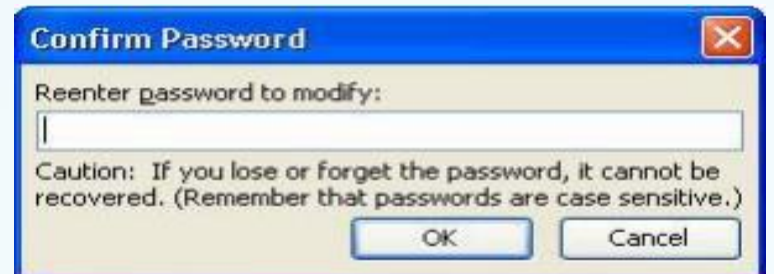 Confirm Password
Reenter password to modify:
Caution: If you lose or forget the password, it cannot be
recovered. (Remember that passwords are case sensitive.)
OK Cancel